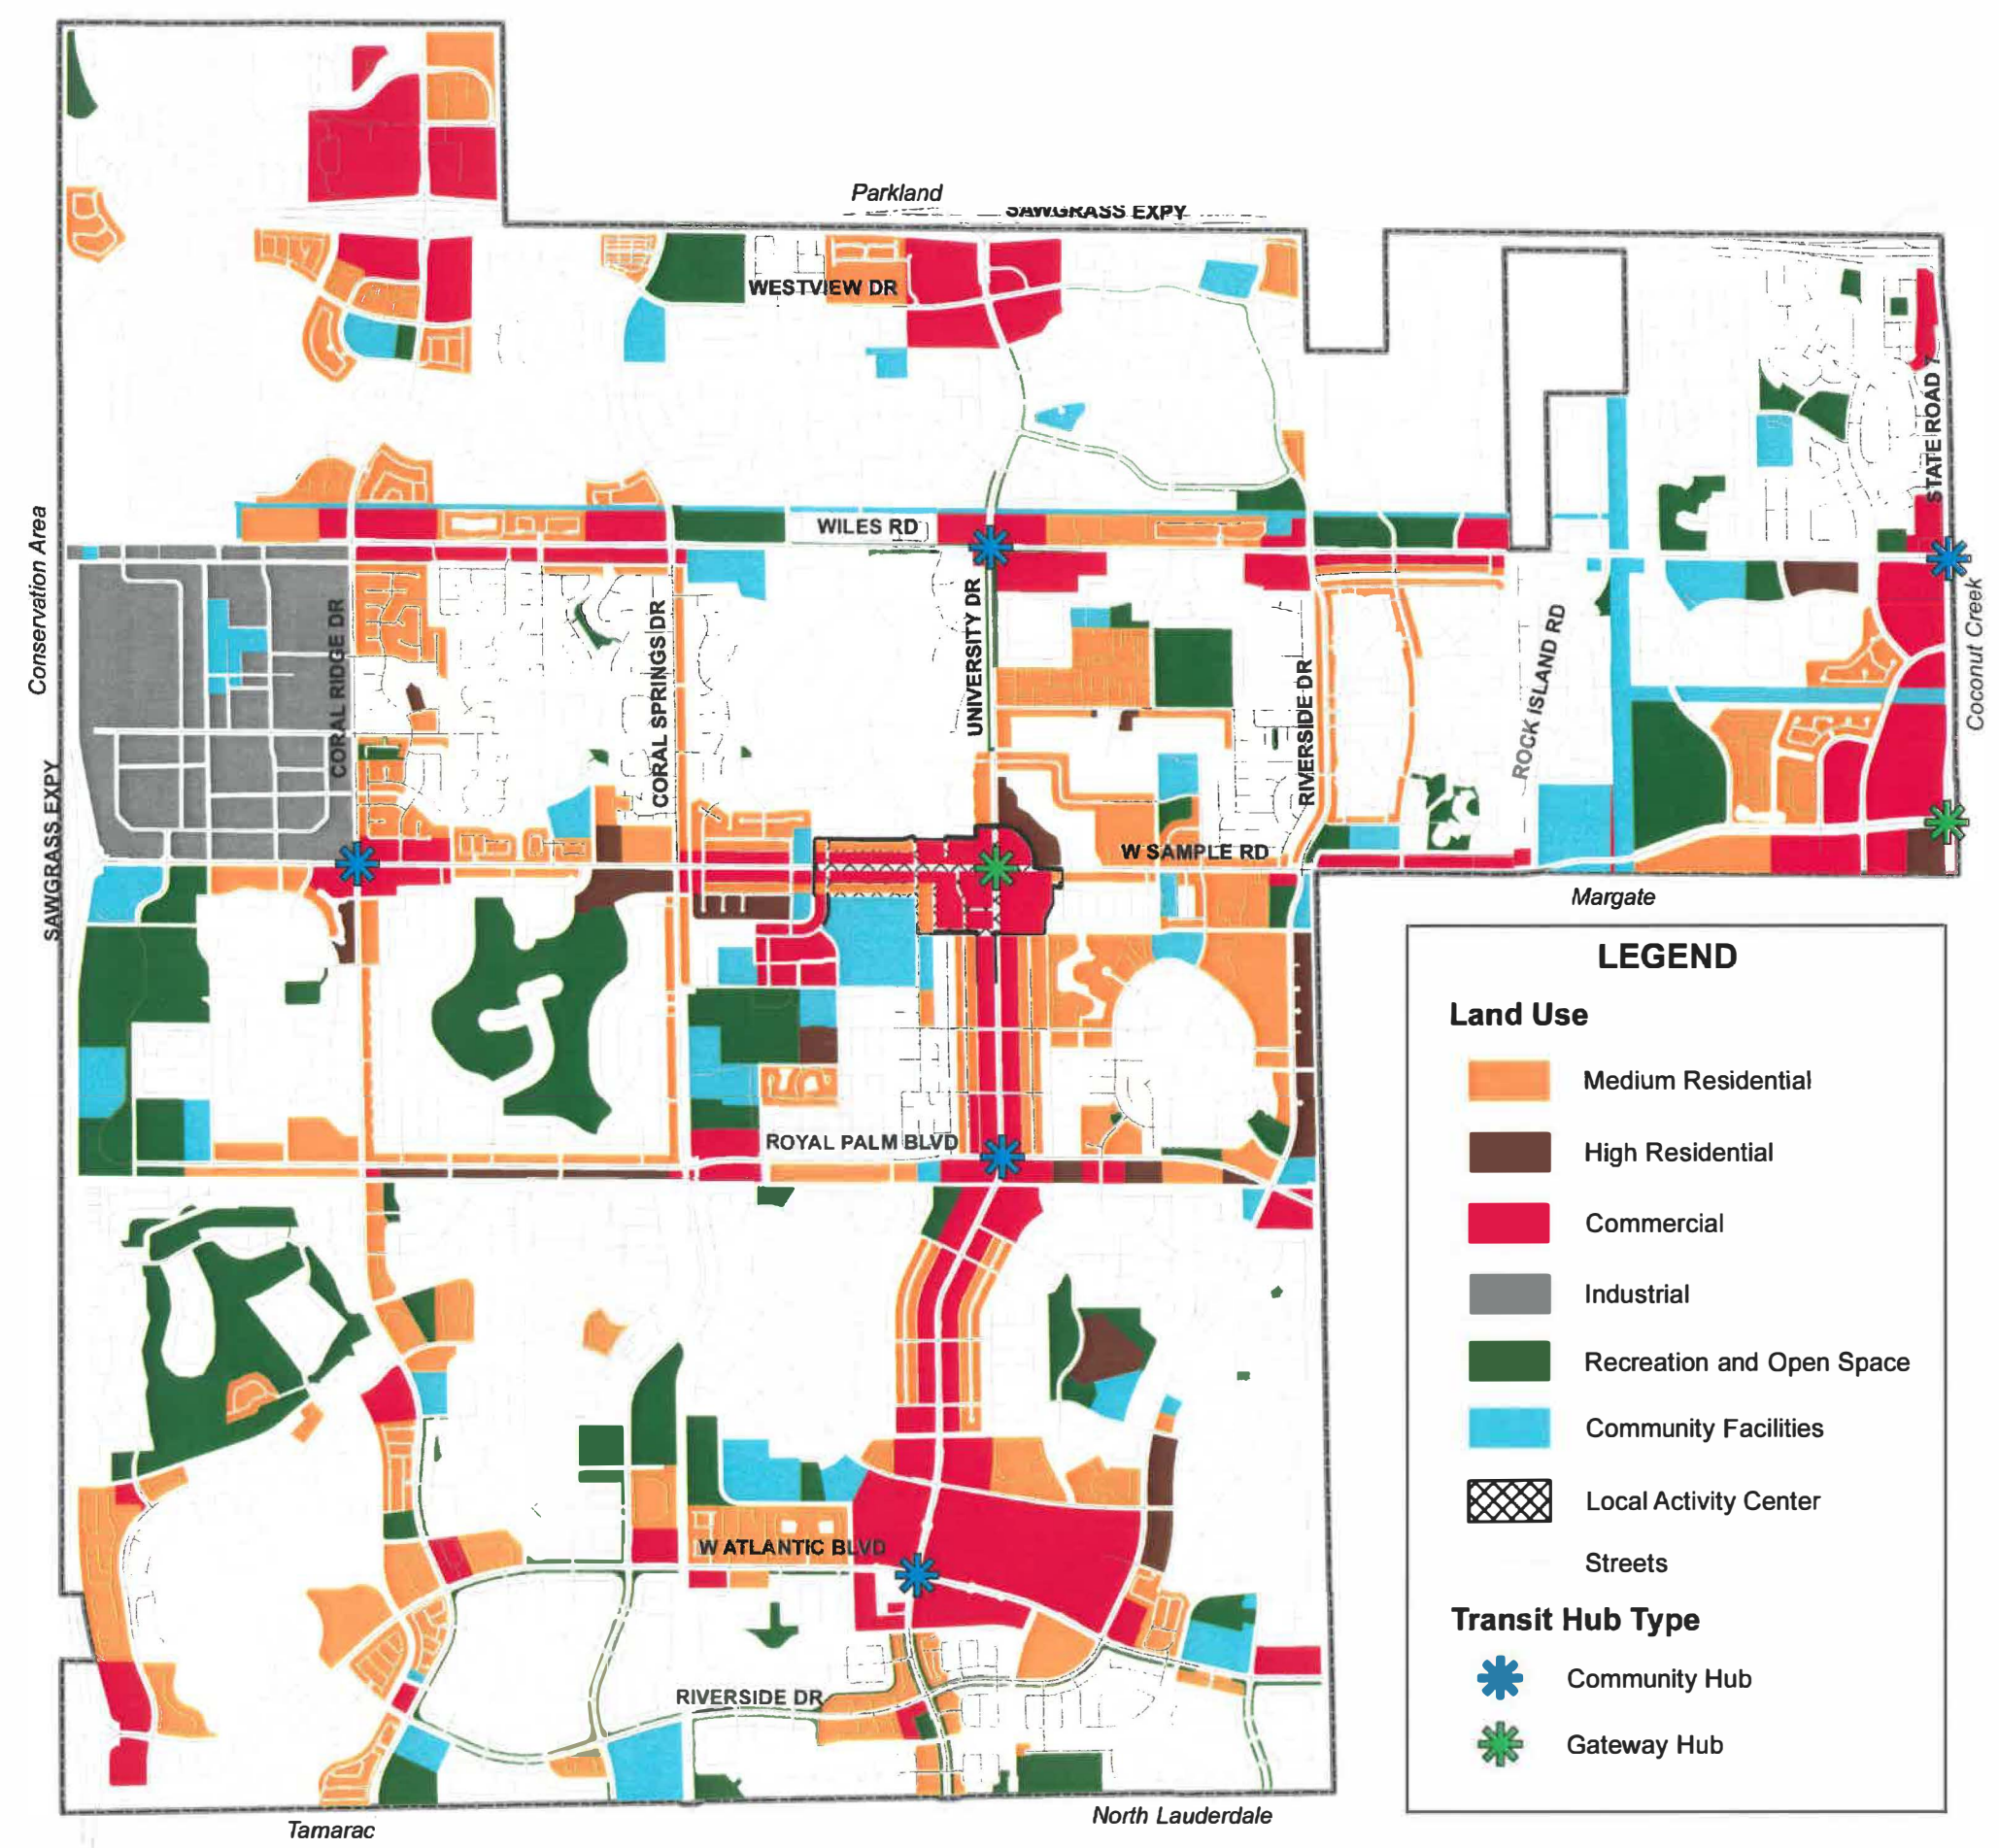 Parkland
SAWGRASS EXPY
WESTVIEW DR
STATE ROAD 7
Conservation Area
WILES RD
CORAL RIDGE DR
CORAL SPRINGS DR
UNIVERSITY DR
RIVERSIDE DR
ROCK ISLAND RD
Coconut Creek
SAWGRASS EXPY
W SAMPLE RD
Margate
ROYAL PALM BLVD
W ATLANTIC BLVD
RIVERSIDE DR
Tamarac
North Lauderdale
LEGEND
Land Use
Medium Residential
High Residential
Commercial
Industrial
Recreation and Open Space
Community Facilities
Local Activity Center
Streets
Transit Hub Type
Community Hub
Gateway Hub